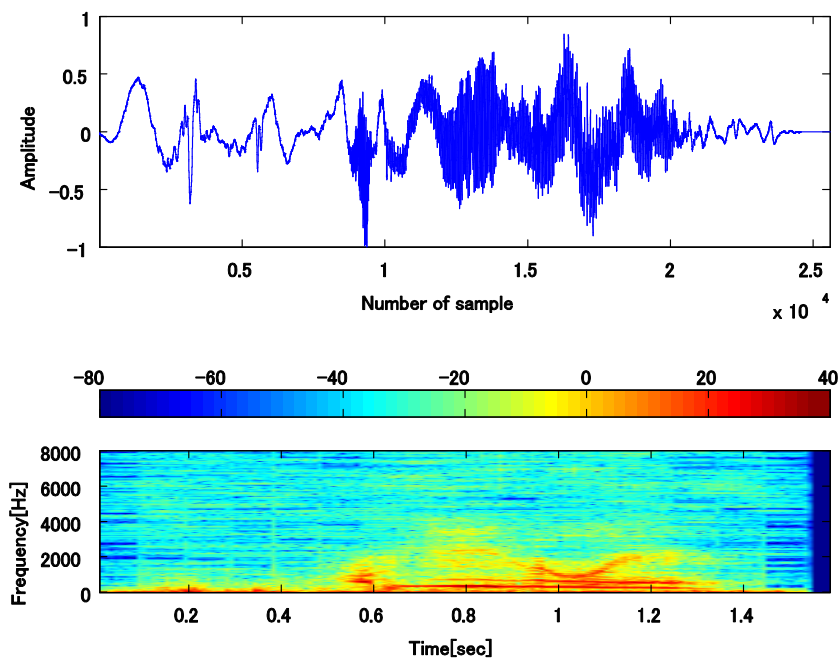 1
0.5
0
−0.5
−1
Amplitude
0.5 1 1.5 2 2.5
Number of sample
x 10 4
−80 −60 −40 −20 0 20 40
8000
6000
4000
2000
0
Frequency[Hz]
0.2 0.4 0.6 0.8 1 1.2 1.4
Time[sec]